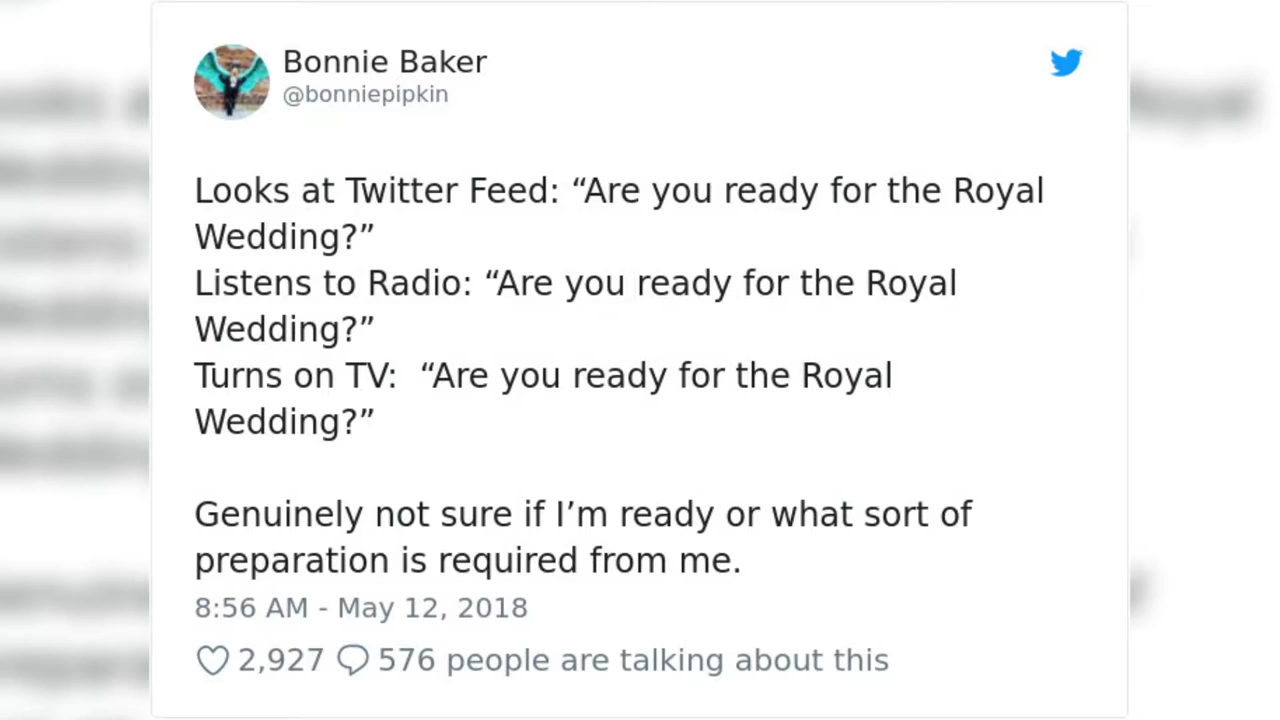 Bonnie Baker
@bonniepipkin
Looks at Twitter Feed: “Are you ready for the Royal
Wedding?”
Listens to Radio: “Are you ready for the Royal
Wedding?”
Turns on TV:  “Are you ready for the Royal
Wedding?”
Genuinely not sure if I’m ready or what sort of
preparation is required from me.
8:56 AM - May 12, 2018
2,927 576 people are talking about this